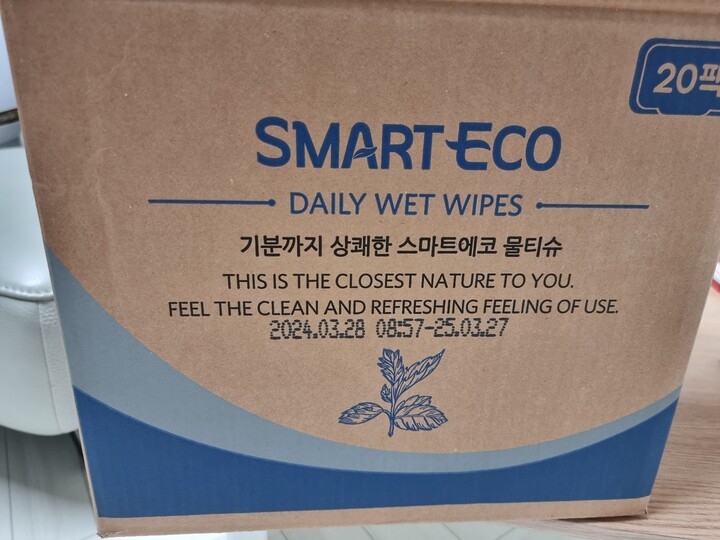 20팩
SMART ECO
DAILY WET WIPES
기분까지 상쾌한 스마트에코 물티슈
THIS IS THE CLOSEST NATURE TO YOU.
FEEL THE CLEAN AND REFRESHING FEELING OF USE.
2024.03.28 08:57-25.03.27